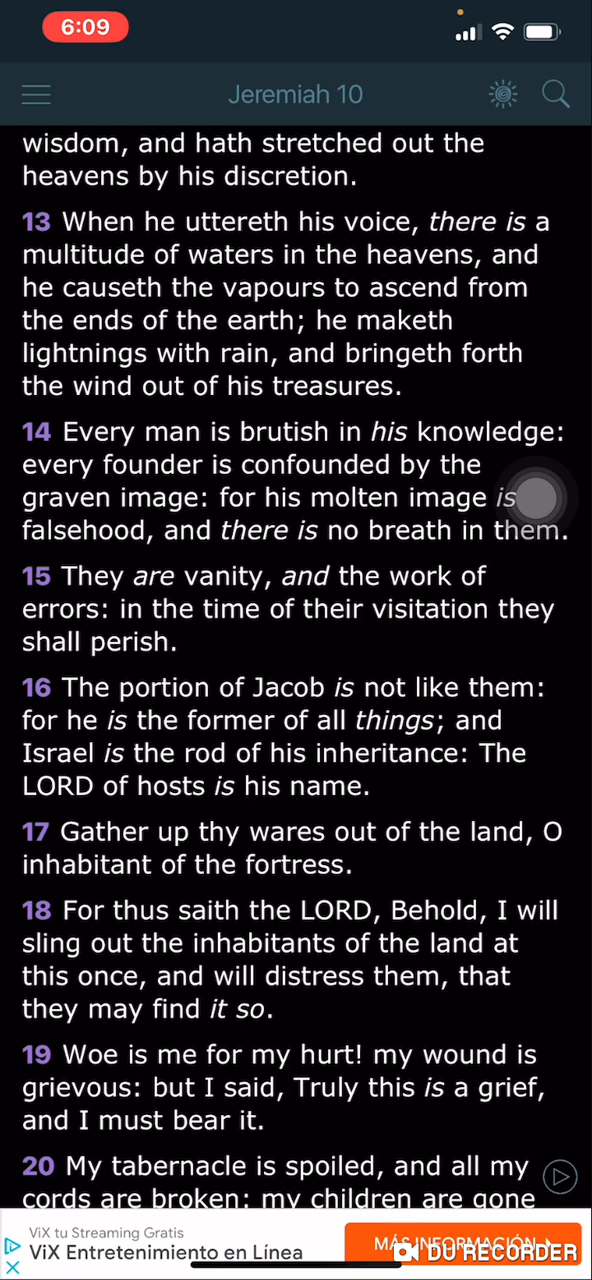 6:09
Jeremiah 10
wisdom, and hath stretched out the
heavens by his discretion.
13 When he uttereth his voice, there is a
multitude of waters in the heavens, and
he causeth the vapours to ascend from
the ends of the earth; he maketh
lightnings with rain, and bringeth forth
the wind out of his treasures.
14 Every man is brutish in his knowledge:
every founder is confounded by the
graven image: for his molten image is
falsehood, and there is no breath in them.
15 They are vanity, and the work of
errors: in the time of their visitation they
shall perish.
16 The portion of Jacob is not like them:
for he is the former of all things; and
Israel is the rod of his inheritance: The
LORD of hosts is his name.
17 Gather up thy wares out of the land, O
inhabitant of the fortress.
18 For thus saith the LORD, Behold, I will
sling out the inhabitants of the land at
this once, and will distress them, that
they may find it so.
19 Woe is me for my hurt! my wound is
grievous: but I said, Truly this is a grief,
and I must bear it.
20 My tabernacle is spoiled, and all my
cords are broken: my children are gone
ViX tu Streaming Gratis
ViX Entretenimiento en Línea
MÁS INFORMACIÓN
DU RECORDER